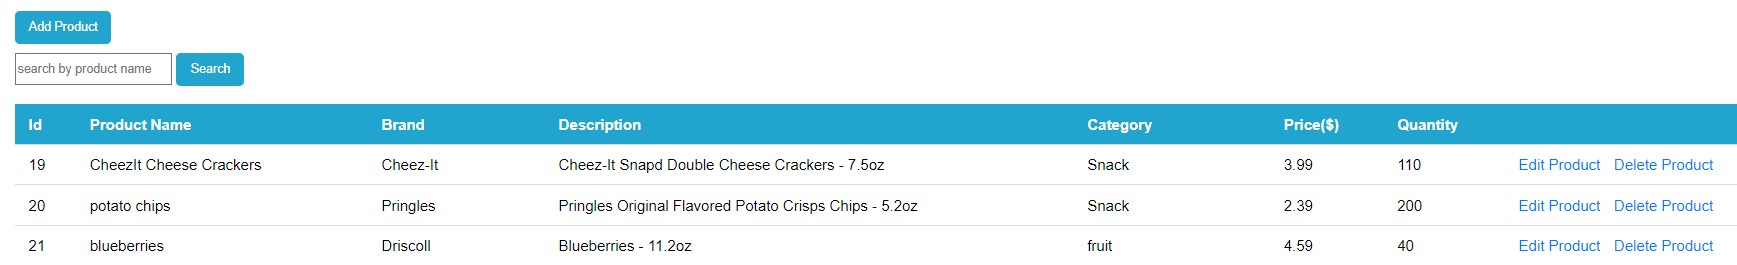 Add Product
search by product name Search
Id Product Name Brand Description Category Price($) Quantity
19 CheezIt Cheese Crackers Cheez-It Cheez-It Snapd Double Cheese Crackers - 7.5oz Snack 3.99 110 Edit Product Delete Product
20 potato chips Pringles Pringles Original Flavored Potato Crisps Chips - 5.2oz Snack 2.39 200 Edit Product Delete Product
21 blueberries Driscoll Blueberries - 11.2oz fruit 4.59 40 Edit Product Delete Product